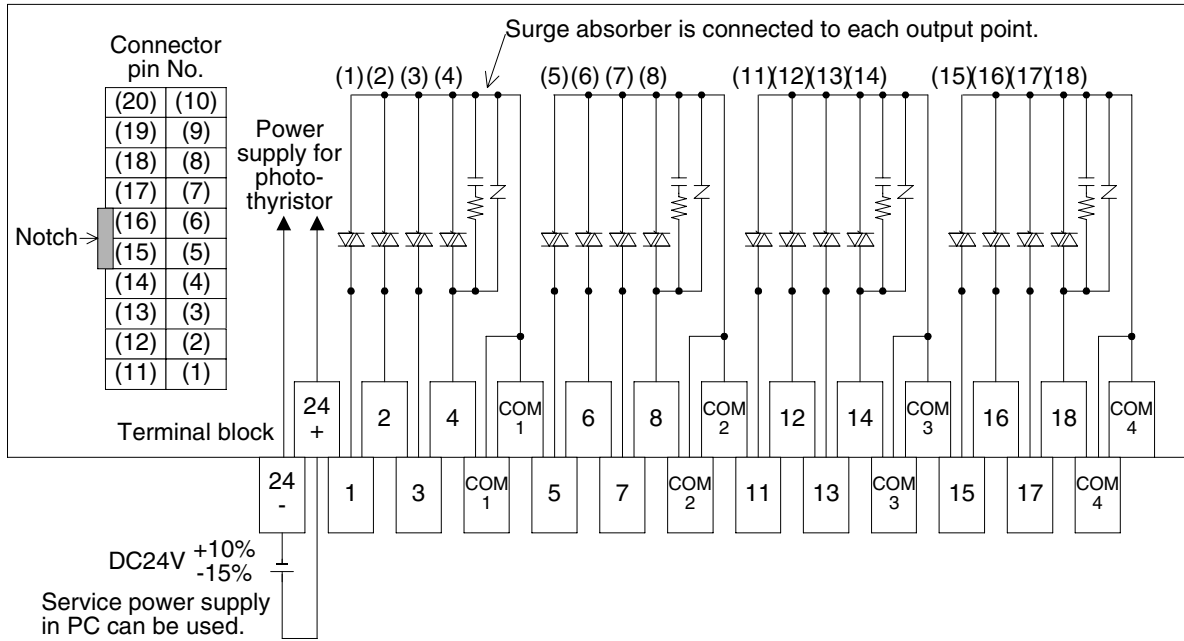 Surge absorber is connected to each output point.
Connector
pin No.
(1) (2) (3) (4)
(5) (6) (7) (8)
(11)(12)(13)(14)
(15)(16)(17)(18)
(20) (10)
(19) (9)
(18) (8)
(17) (7)
(16) (6)
(15) (5)
(14) (4)
(13) (3)
(12) (2)
(11) (1)
Notch
Power
supply for
photo-
thyristor
Terminal block
24
+
2
4
COM
1
6
8
COM
2
12
14
COM
3
16
18
COM
4
24
-
1
3
COM
1
5
7
COM
2
11
13
COM
3
15
17
COM
4
DC24V +10%
-15%
Service power supply
in PC can be used.